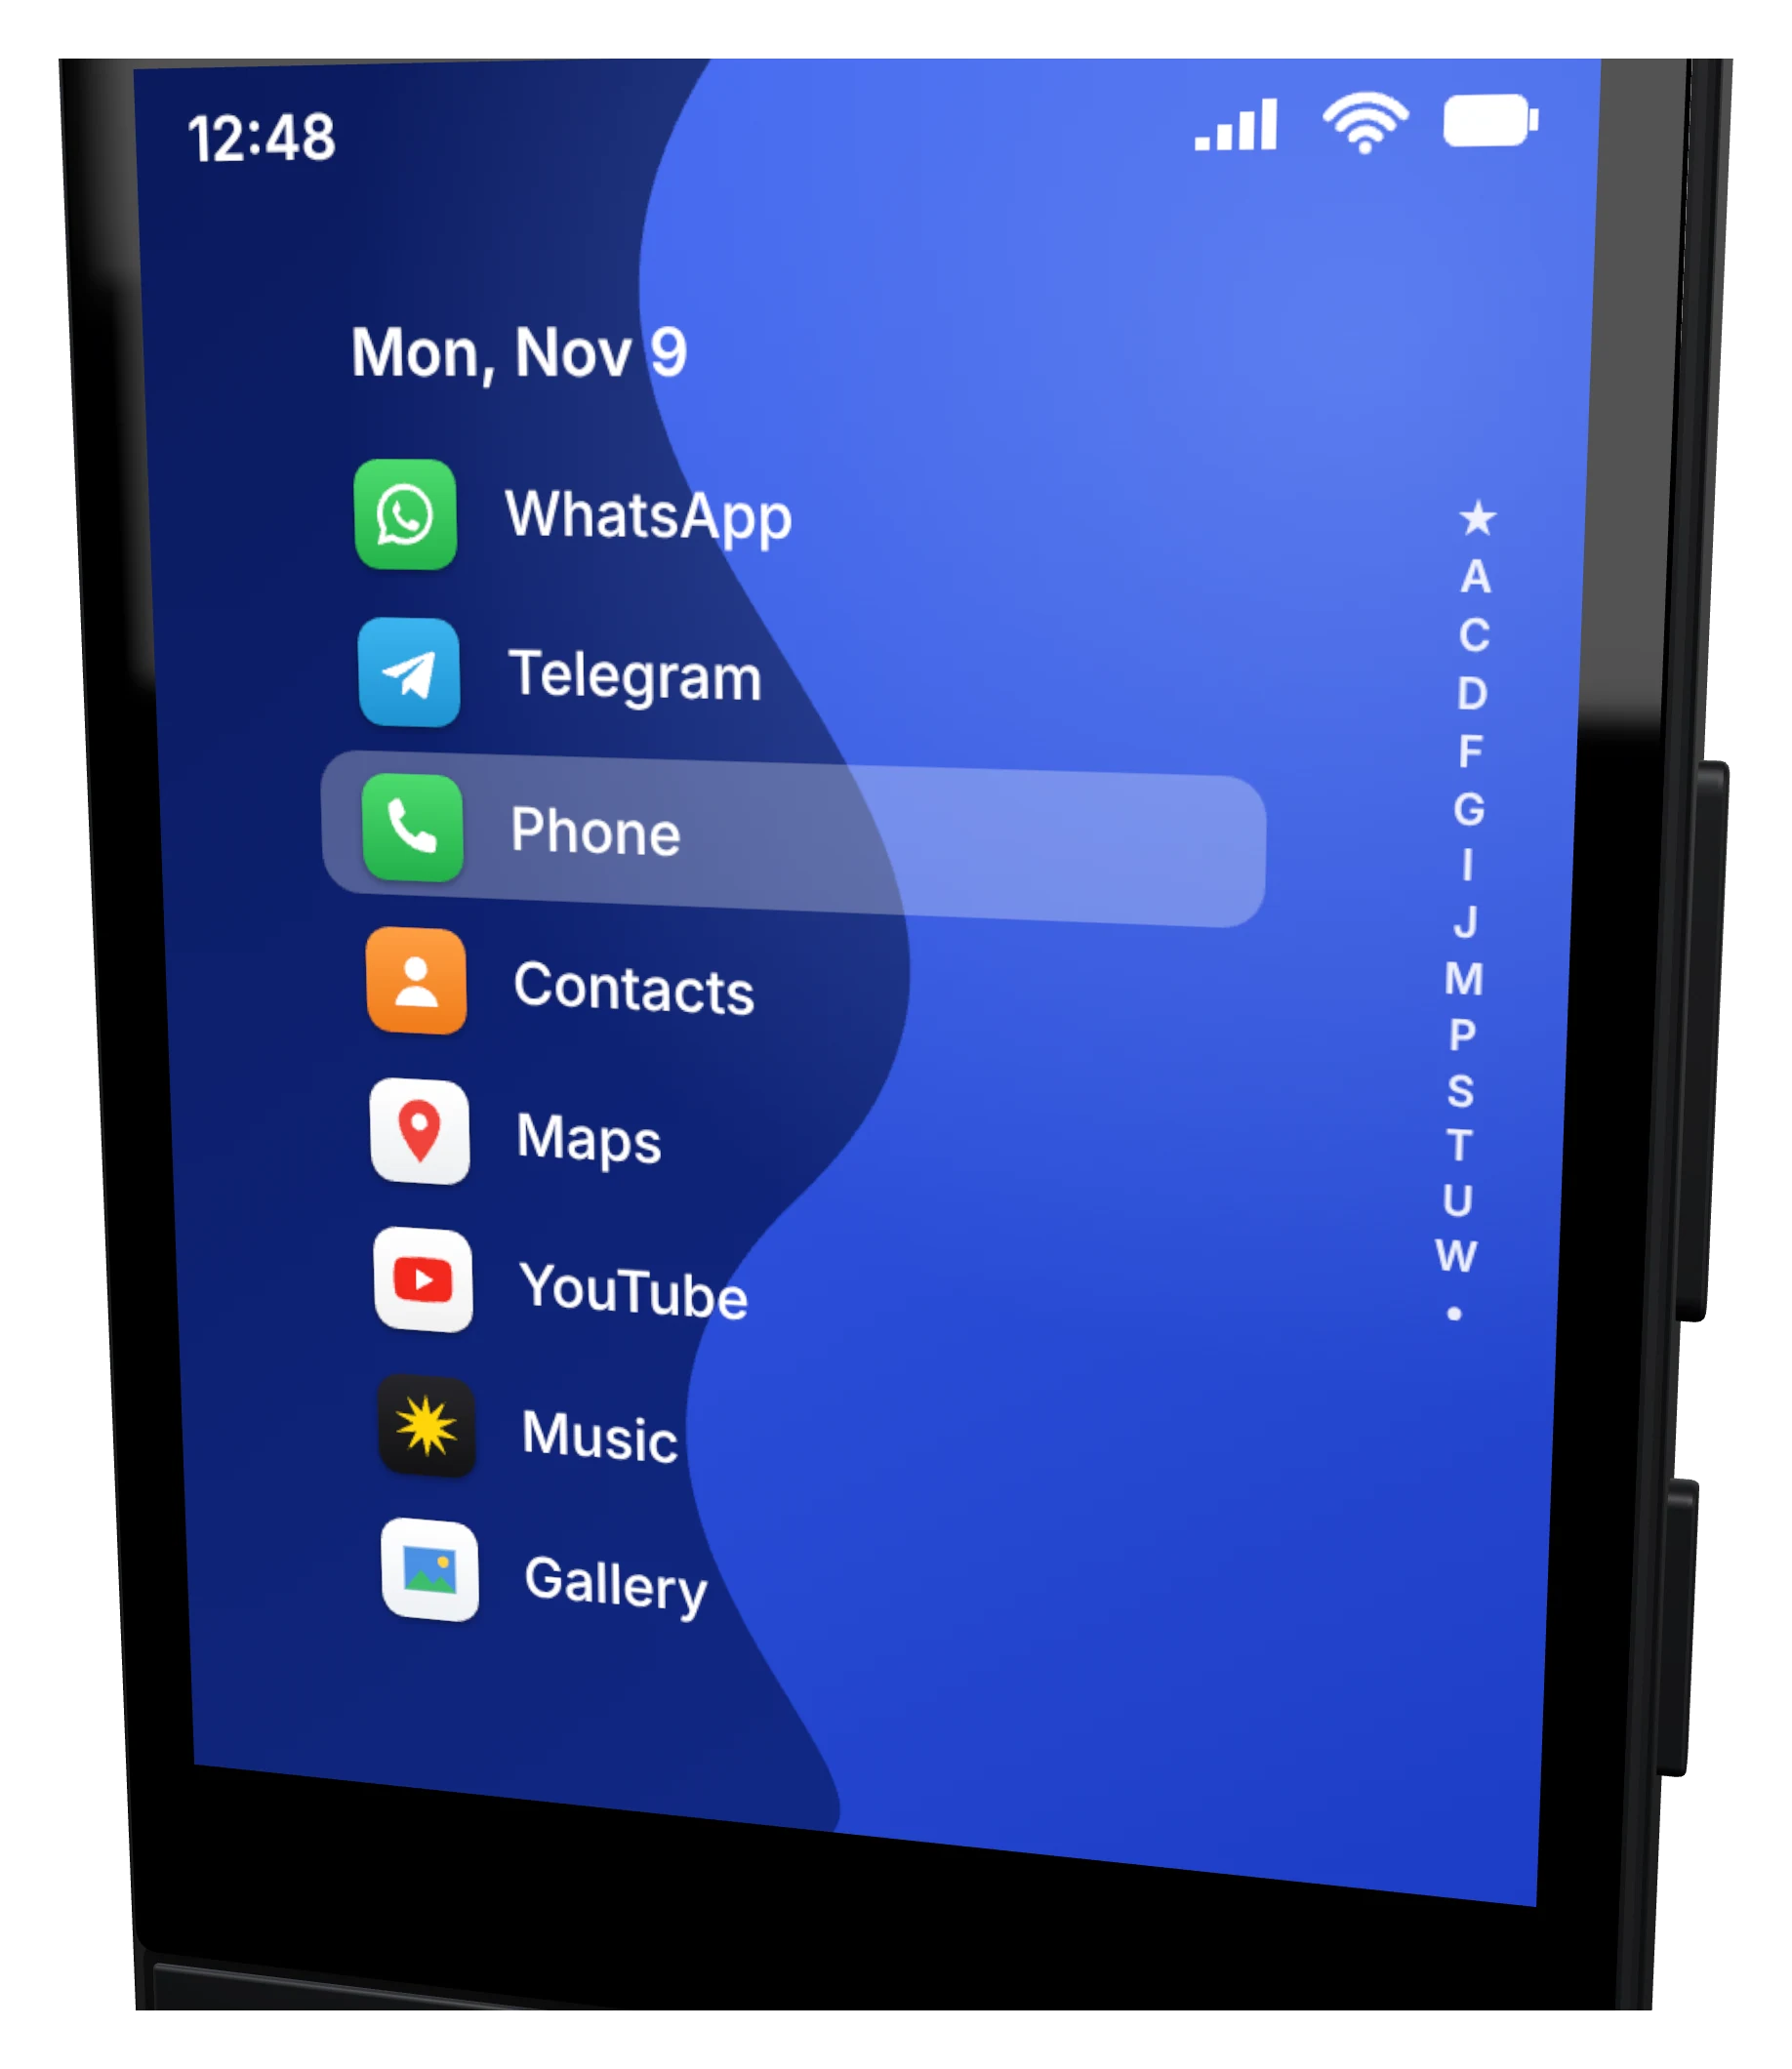 12:48
Mon, Nov 9
WhatsApp
Telegram
Phone
Contacts
Maps
YouTube
Music
Gallery
★
A
C
D
F
G
I
J
M
P
S
T
U
W
•